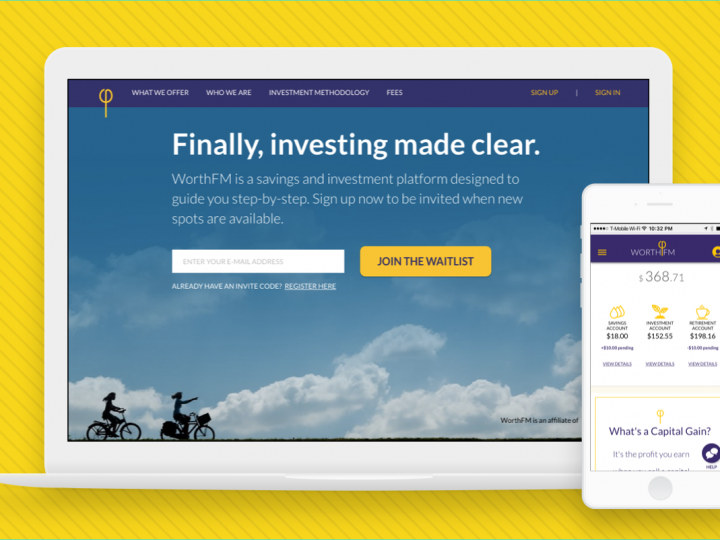 WHAT WE OFFER WHO WE ARE INVESTMENT METHODOLOGY FEES SIGN UP | SIGN IN
Finally, investing made clear.
WorthFM is a savings and investment platform designed to
guide you step-by-step. Sign up now to be invited when new
spots are available.
ENTER YOUR E-MAIL ADDRESS
JOIN THE WAITLIST
ALREADY HAVE AN INVITE CODE? REGISTER HERE
WorthFM is an affiliate of
T-Mobile Wi-Fi 10:32 PM
WORTHFM
$368.71
SAVINGS ACCOUNT
$18.00
+$10.00 pending
VIEW DETAILS
INVESTMENT ACCOUNT
$152.55
VIEW DETAILS
RETIREMENT ACCOUNT
$198.16
-$10.00 pending
VIEW DETAILS
What's a Capital Gain?
It's the profit you earn
when you sell a capital
HELP